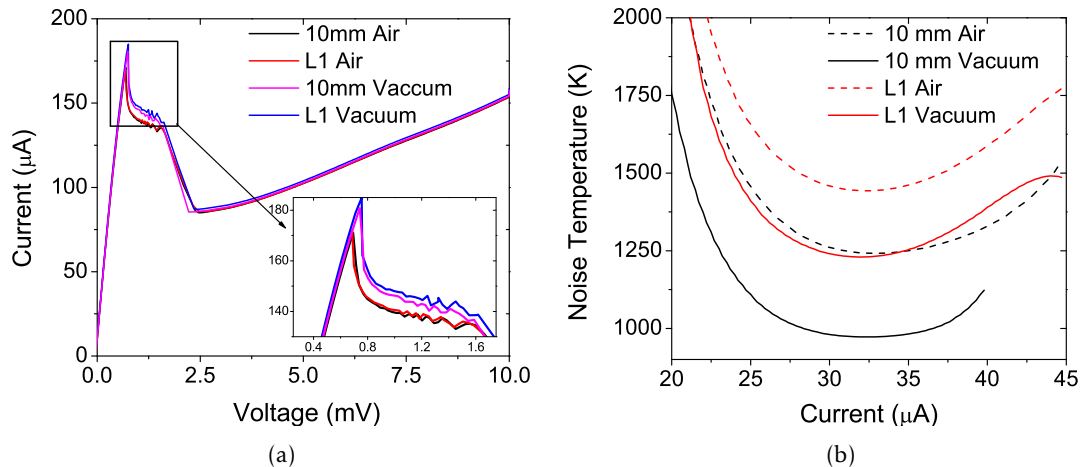 (a)
10mm Air
L1 Air
10mm Vaccum
L1 Vacuum
Current (μA)
200
150
100
50
0
0.0
2.5
5.0
7.5
10.0
Voltage (mV)
180
160
140
0.4
0.8
1.2
1.6
(a)
(b)
10 mm Air
10 mm Vacuum
L1 Air
L1 Vacuum
Noise Temperature (K)
2000
1750
1500
1250
1000
20
25
30
35
40
45
Current (μA)
(b)